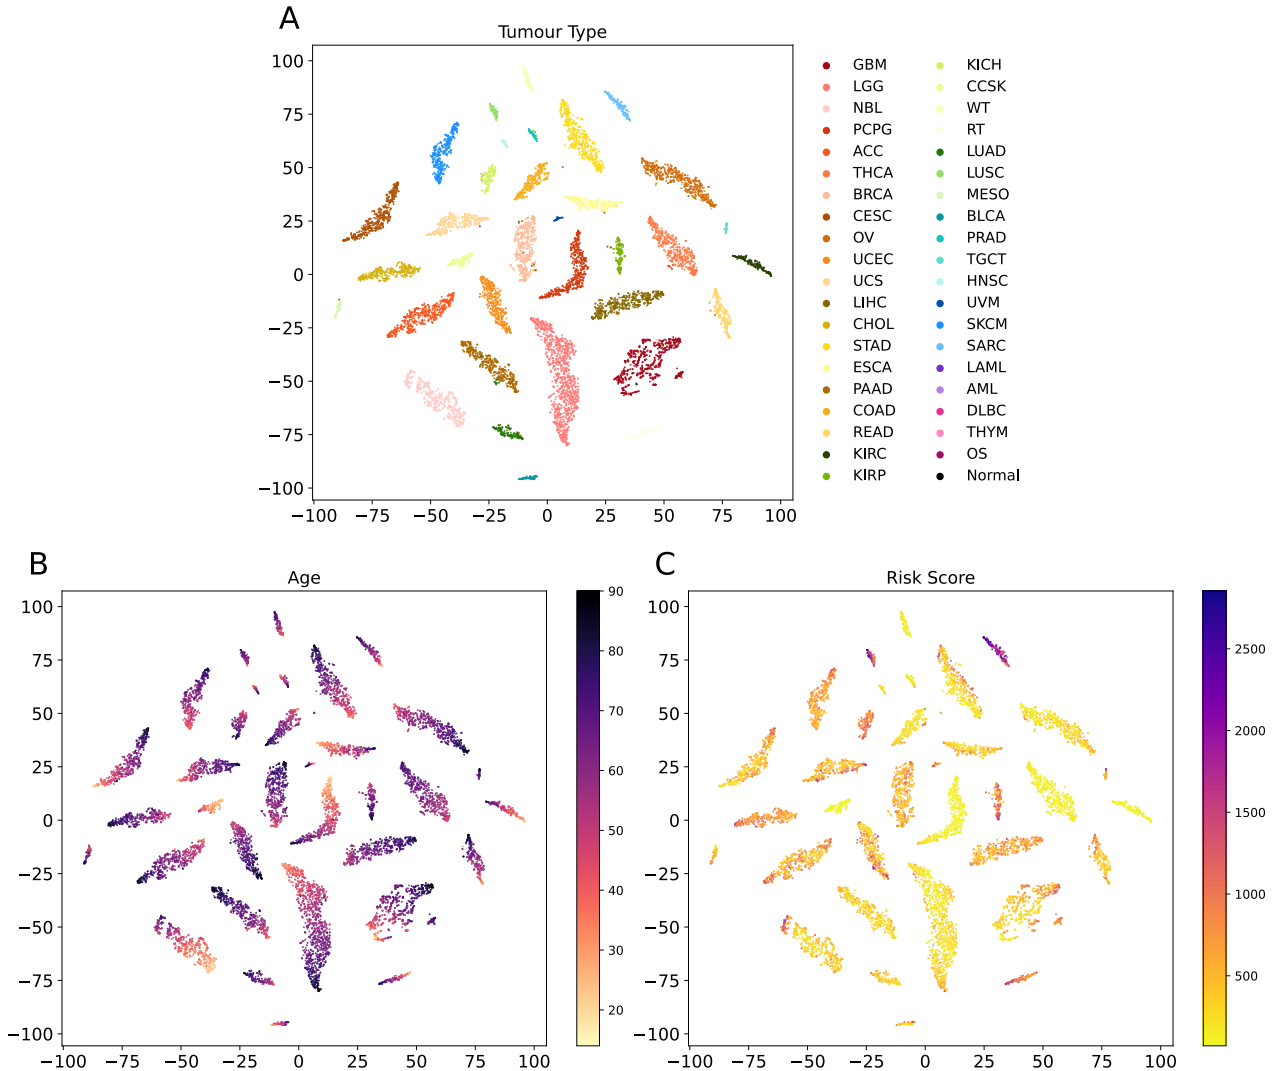 A
Tumour Type
100
75
50
25
0
−25
−50
−75
−100
−100 −75 −50 −25 0 25 50 75 100
GBM KICH
LGG CCSK
NBL WT
PCPG RT
ACC LUAD
THCA LUSC
BRCA MESO
CESC BLCA
OV PRAD
UCEC TGCT
UCS HNSC
LIHC UVM
CHOL SKCM
STAD SARC
ESCA LAML
PAAD AML
COAD DLBC
READ THYM
KIRC OS
KIRP Normal
B
Age
100
75
50
25
0
−25
−50
−75
−100
−100 −75 −50 −25 0 25 50 75 100
90
80
70
60
50
40
30
20
C
Risk Score
100
75
50
25
0
−25
−50
−75
−100
−100 −75 −50 −25 0 25 50 75 100
2500
2000
1500
1000
500